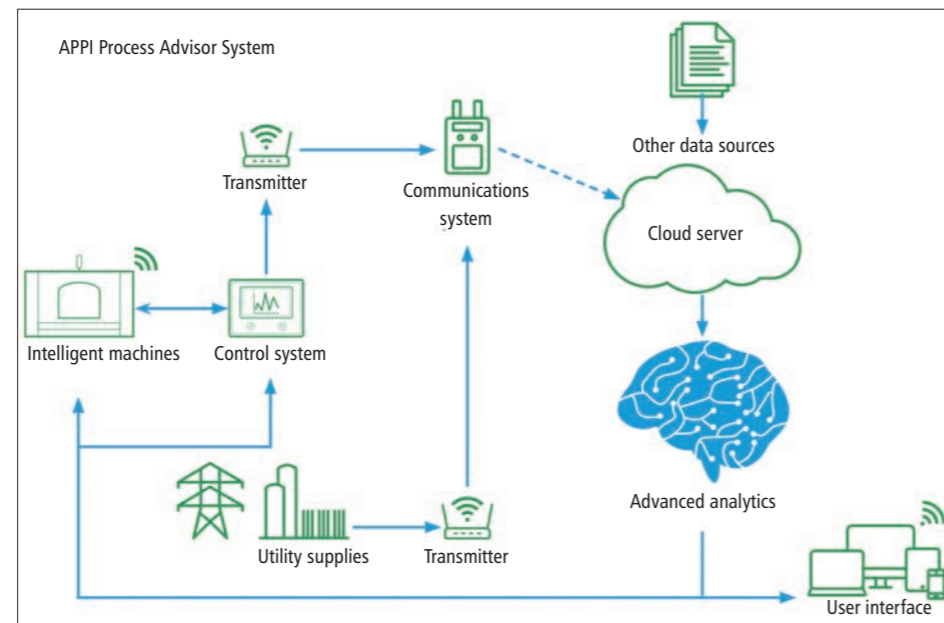 APPI Process Advisor System
Other data sources
Transmitter
Communications
system
Cloud server
Intelligent machines
Control system
Advanced analytics
Utility supplies
Transmitter
User interface